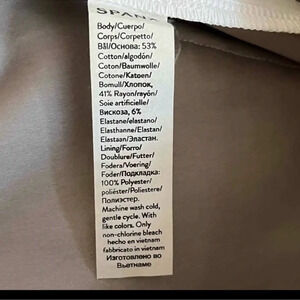 SPANX
Body/Cuerpo/
Corps/Corpetto/
Bål/Основа: 53%
Cotton/algodón/
Coton/Baumwolle/
Cotone/Katoen/
Bomull/Хлопок,
41% Rayon/rayón/
Soie artificielle/
Вискоза, 6%
Elastane/elastano/
Elasthanne/Elastan/
Elastaan/Эластан.
Lining/Forro/
Doublure/Futter/
Fodera/Voering/
Foder/Подкладка:
100% Polyester/
poliéster/Poliestere/
Полиэстер.
Machine wash cold,
gentle cycle. With
like colors. Only
non-chlorine bleach
hecho en vietnam
fabbricato in vietnam
Изготовлено во
Вьетнаме